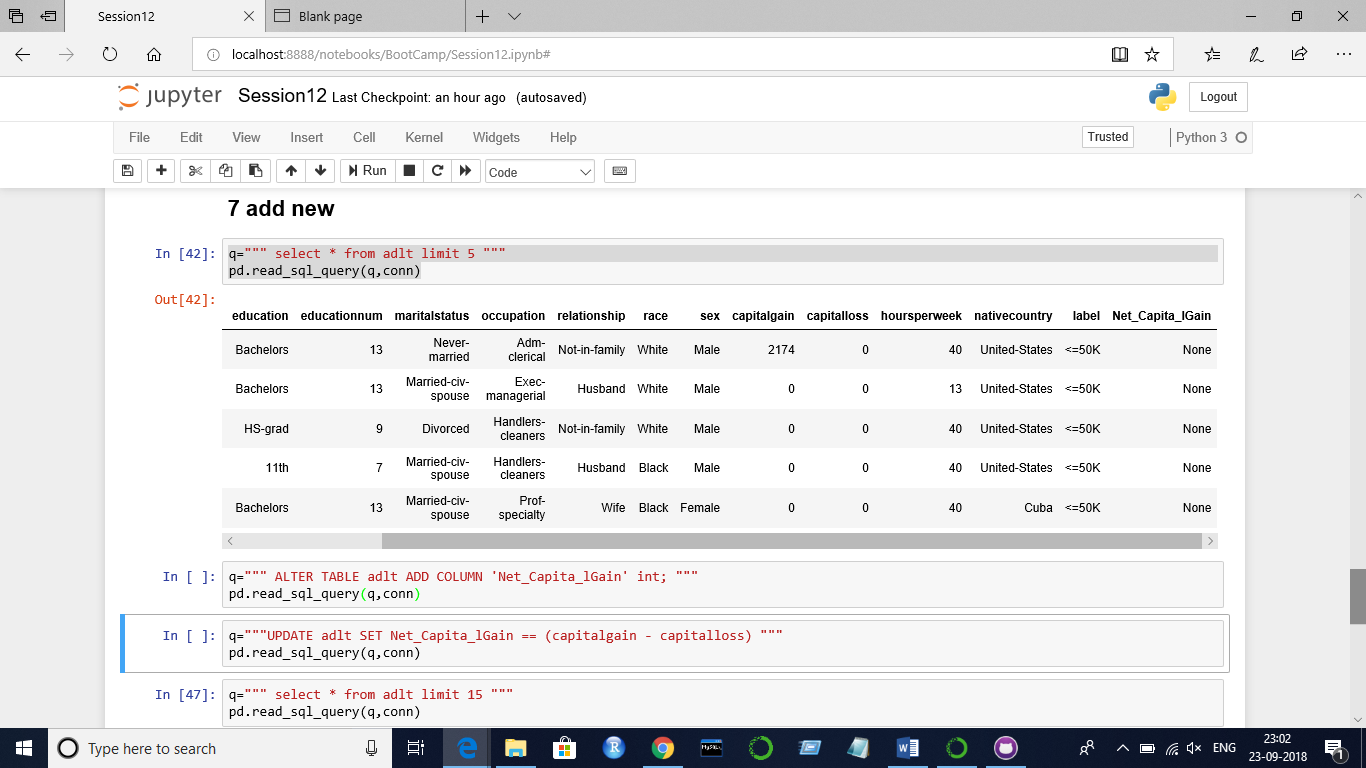 Session12
Blank page
localhost:8888/notebooks/BootCamp/Session12.ipynb#
jupyter Session12 Last Checkpoint: an hour ago (autosaved)
Logout
File Edit View Insert Cell Kernel Widgets Help
Trusted
Python 3
Run
Code
7 add new
In [42]: q=""" select * from adlt limit 5 """
pd.read_sql_query(q,conn)
Out[42]:
education educationnum maritalstatus occupation relationship race sex capitalgain capitalloss hoursperweek nativecountry label Net_Capita_lGain
Bachelors 13 Never-married Adm-clerical Not-in-family White Male 2174 0 40 United-States <=50K None
Bachelors 13 Married-civ-spouse Exec-managerial Husband White Male 0 0 13 United-States <=50K None
HS-grad 9 Divorced Handlers-cleaners Not-in-family White Male 0 0 40 United-States <=50K None
11th 7 Married-civ-spouse Handlers-cleaners Husband Black Male 0 0 40 United-States <=50K None
Bachelors 13 Married-civ-spouse Prof-specialty Wife Black Female 0 0 40 Cuba <=50K None
In [ ]: q=""" ALTER TABLE adlt ADD COLUMN 'Net_Capita_lGain' int; """
pd.read_sql_query(q,conn)
In [ ]: q="""UPDATE adlt SET Net_Capita_lGain == (capitalgain - capitalloss) """
pd.read_sql_query(q,conn)
In [47]: q=""" select * from adlt limit 15 """
pd.read_sql_query(q,conn)
Type here to search
R
MySQL
W
ENG
23:02
23-09-2018
1